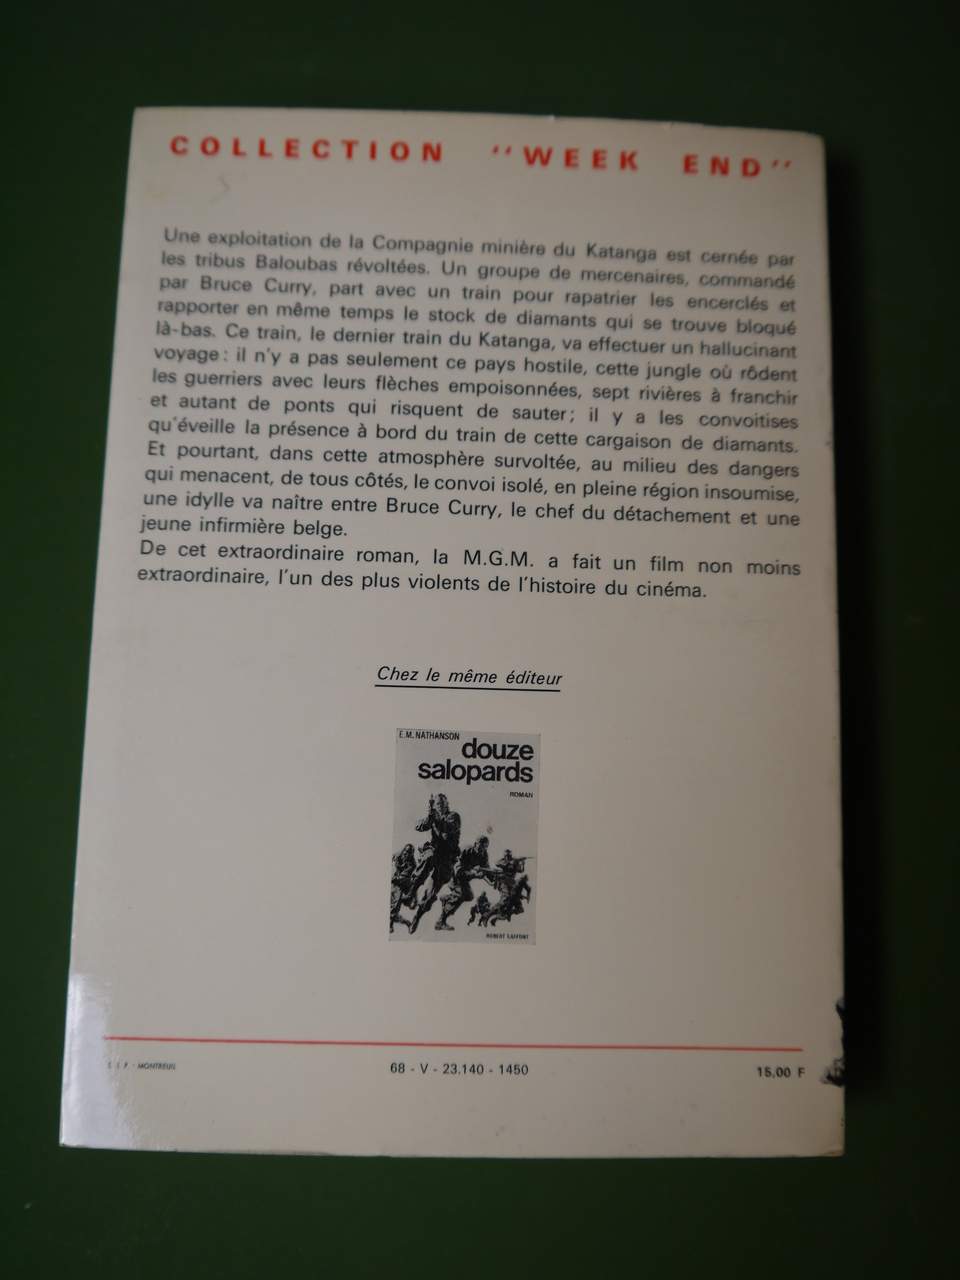 COLLECTION "WEEK END"
Une exploitation de la Compagnie minière du Katanga est cernée par
les tribus Baloubas révoltées. Un groupe de mercenaires, commandé
par Bruce Curry, part avec un train pour rapatrier les encerclés et
rapporter en même temps le stock de diamants qui se trouve bloqué
là-bas. Ce train, le dernier train du Katanga, va effectuer un hallucinant
voyage : il n'y a pas seulement ce pays hostile, cette jungle où rôdent
les guerriers avec leurs flèches empoisonnées, sept rivières à franchir
et autant de ponts qui risquent de sauter ; il y a les convoitises
qu'éveille la présence à bord du train de cette cargaison de diamants.
Et pourtant, dans cette atmosphère survoltée, au milieu des dangers
qui menacent, de tous côtés, le convoi isolé, en pleine région insoumise,
une idylle va naître entre Bruce Curry, le chef du détachement et une
jeune infirmière belge.
De cet extraordinaire roman, la M.G.M. a fait un film non moins
extraordinaire, l'un des plus violents de l'histoire du cinéma.
Chez le même éditeur
E.M. NATHANSON
douze
salopards
ROMAN
ROBERT LAFFONT
MONTREUIL
68 - V - 23.140 - 1450
15,00 F